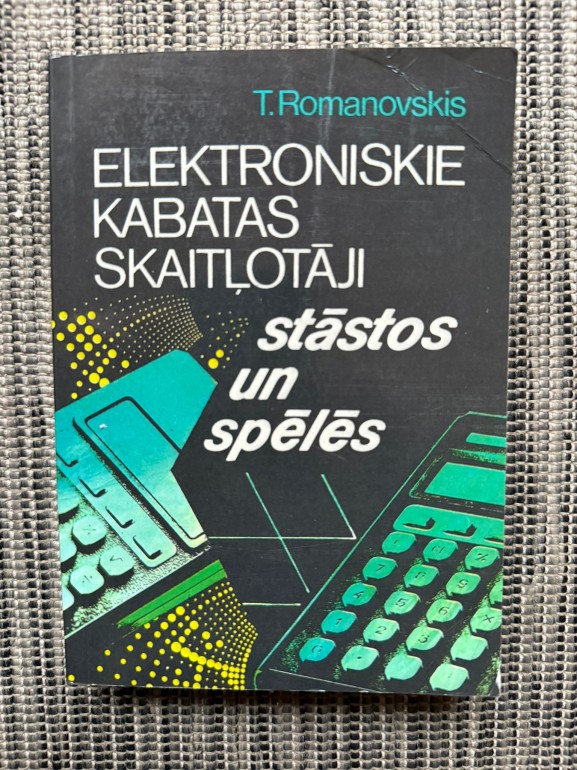 T.Romanovskis
ELEKTRONISKIE
KABATAS
SKAITĻOTĀJI
stāstos
un
spēlēs